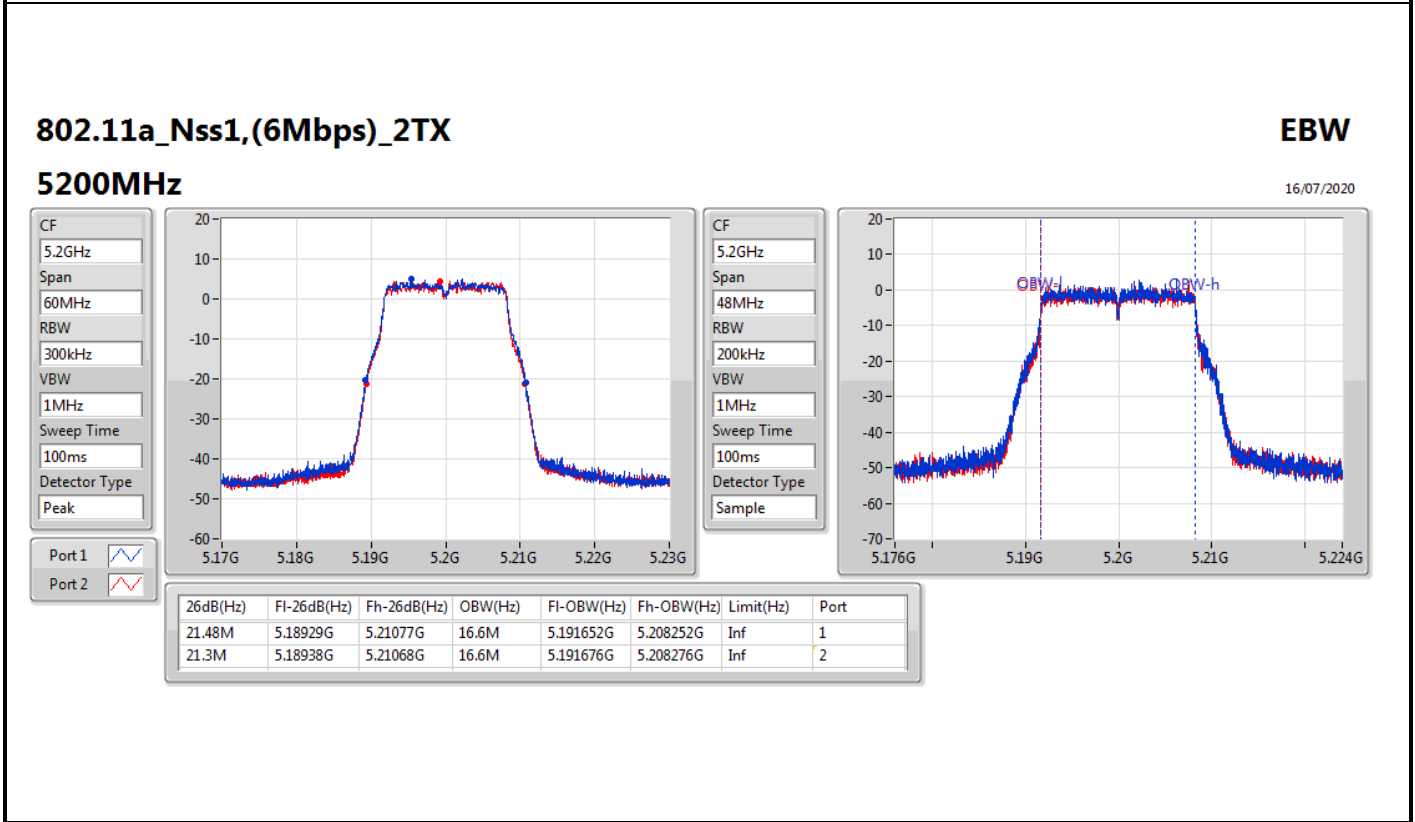 802.11a_Nss1,(6Mbps)_2TX
EBW
5200MHz
16/07/2020
CF
5.2GHz
Span
60MHz
RBW
300kHz
VBW
1MHz
Sweep Time
100ms
Detector Type
Peak
Port 1
Port 2
20
10
0
-10
-20
-30
-40
-50
-60
5.17G 5.18G 5.19G 5.2G 5.21G 5.22G 5.23G
CF
5.2GHz
Span
48MHz
RBW
200kHz
VBW
1MHz
Sweep Time
100ms
Detector Type
Sample
20
10
0
-10
-20
-30
-40
-50
-60
-70
OBW-l OBW-h
5.176G 5.19G 5.2G 5.21G 5.224G
26dB(Hz) Fl-26dB(Hz) Fh-26dB(Hz) OBW(Hz) Fl-OBW(Hz) Fh-OBW(Hz) Limit(Hz) Port
21.48M 5.18929G 5.21077G 16.6M 5.191652G 5.208252G Inf 1
21.3M 5.18938G 5.21068G 16.6M 5.191676G 5.208276G Inf 2